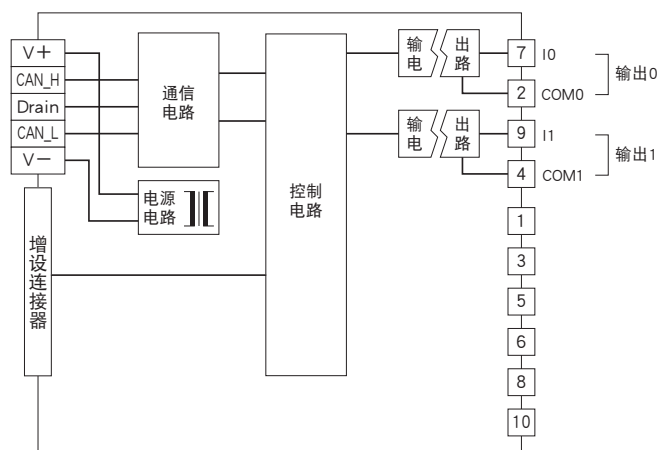 V+
CAN_H
Drain
CAN_L
V−
增设连接器
通信
电路
电源
电路
控制
电路
输 出
电 路
7 I0
2 COM0
输出0
输 出
电 路
9 I1
4 COM1
输出1
1
3
5
6
8
10